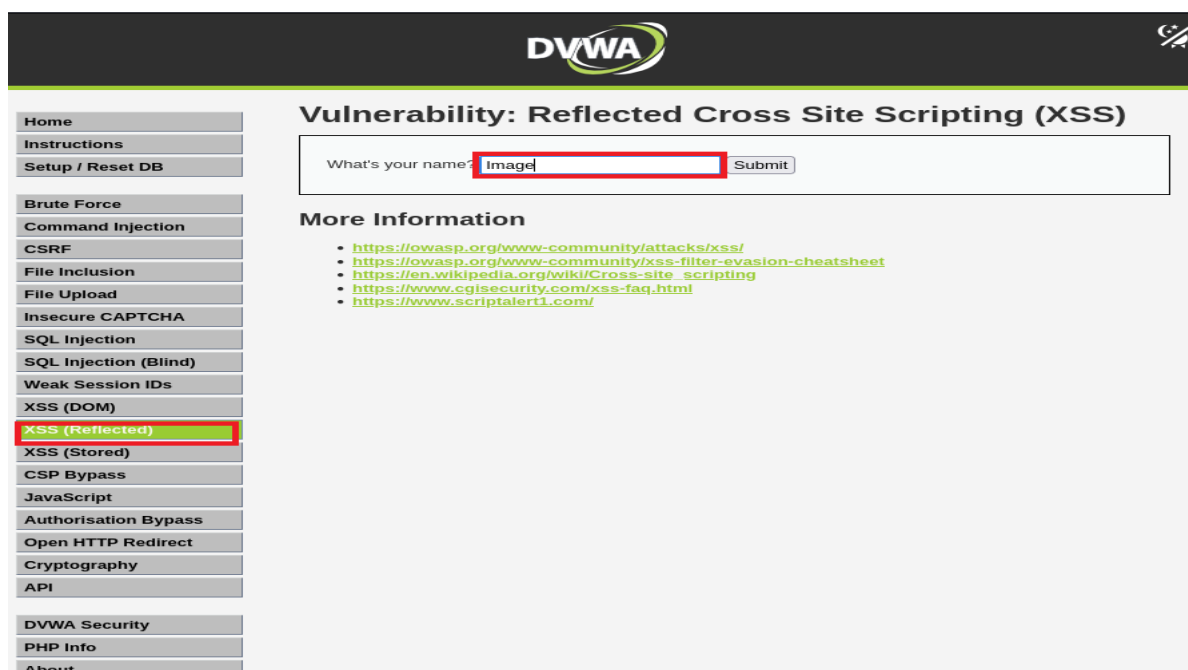 DVWA
Vulnerability: Reflected Cross Site Scripting (XSS)
What's your name? Image Submit
More Information
https://owasp.org/www-community/attacks/xss/
https://owasp.org/www-community/xss-filter-evasion-cheatsheet
https://en.wikipedia.org/wiki/Cross-site_scripting
https://www.cgisecurity.com/xss-faq.html
https://www.scriptalert1.com/
Home
Instructions
Setup / Reset DB
Brute Force
Command Injection
CSRF
File Inclusion
File Upload
Insecure CAPTCHA
SQL Injection
SQL Injection (Blind)
Weak Session IDs
XSS (DOM)
XSS (Reflected)
XSS (Stored)
CSP Bypass
JavaScript
Authorisation Bypass
Open HTTP Redirect
Cryptography
API
DVWA Security
PHP Info
About